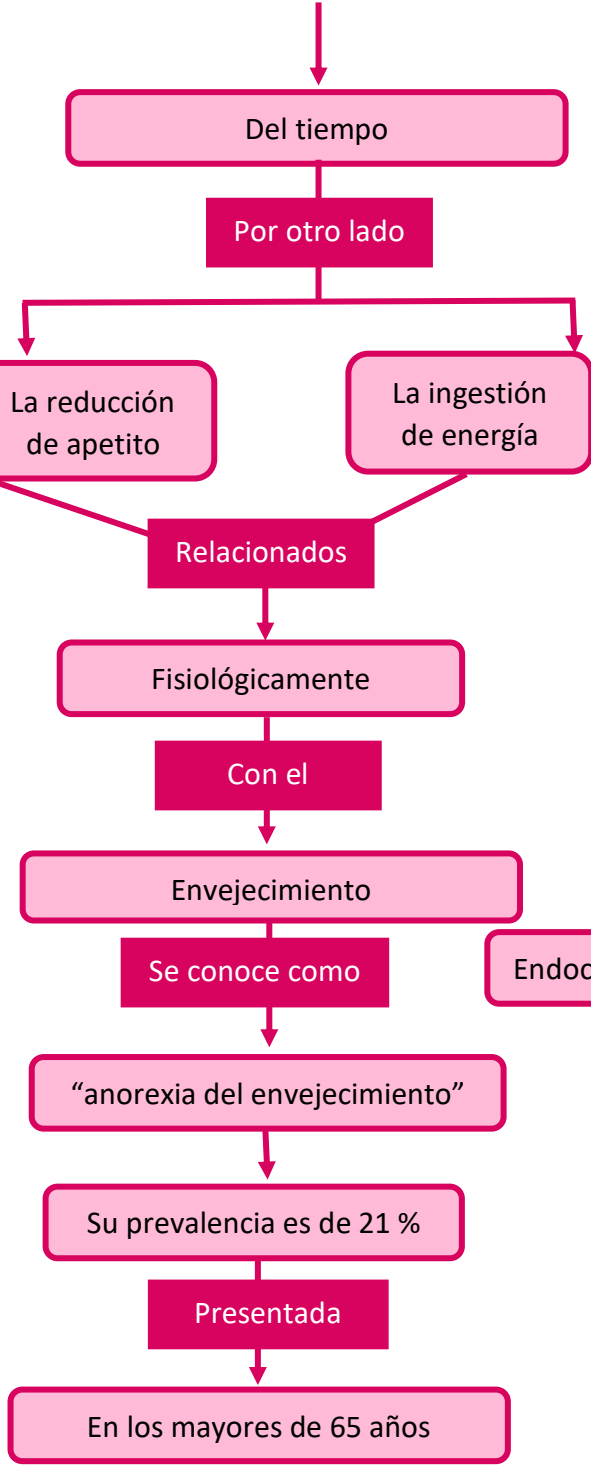 Del tiempo
Por otro lado
La reducción
de apetito
La ingestión
de energía
Relacionados
Fisiológicamente
Con el
Envejecimiento
Se conoce como
“anorexia del envejecimiento”
Su prevalencia es de 21 %
Presentada
En los mayores de 65 años